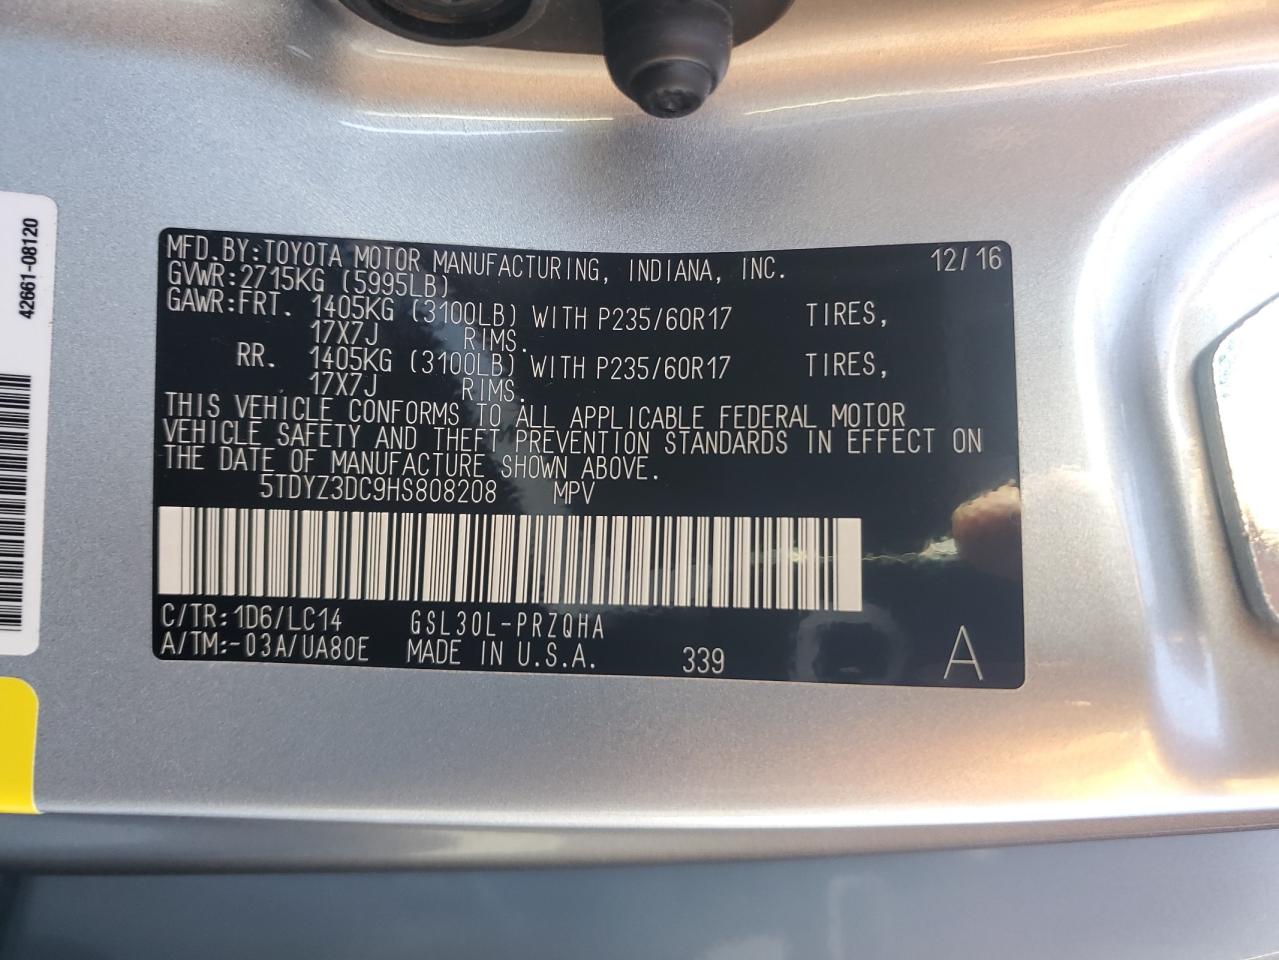 42661-08120
MFD.BY:TOYOTA MOTOR MANUFACTURING, INDIANA, INC. 12/16
GVWR:2715KG (5995LB)
GAWR:FRT. 1405KG (3100LB) WITH P235/60R17 TIRES,
17X7J RIMS.
RR. 1405KG (3100LB) WITH P235/60R17 TIRES,
17X7J RIMS.
THIS VEHICLE CONFORMS TO ALL APPLICABLE FEDERAL MOTOR
VEHICLE SAFETY AND THEFT PREVENTION STANDARDS IN EFFECT ON
THE DATE OF MANUFACTURE SHOWN ABOVE.
5TDYZ3DC9HS808208 MPV
C/TR:1D6/LC14 GSL30L-PRZQHA
A/TM:-03A/UA80E MADE IN U.S.A. 339 A